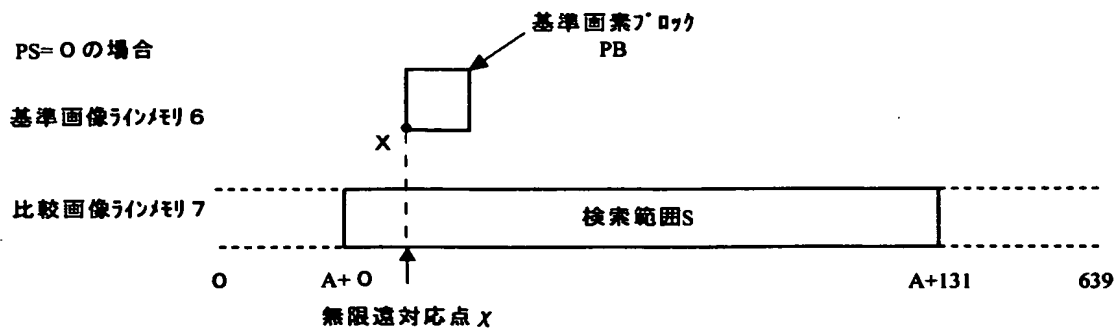 基準画素ブロック
PS=0の場合
PB
基準画像ラインメモリ6
X
比較画像ラインメモリ7
検索範囲S
0
A+0
A+131
639
無限遠対応点χ